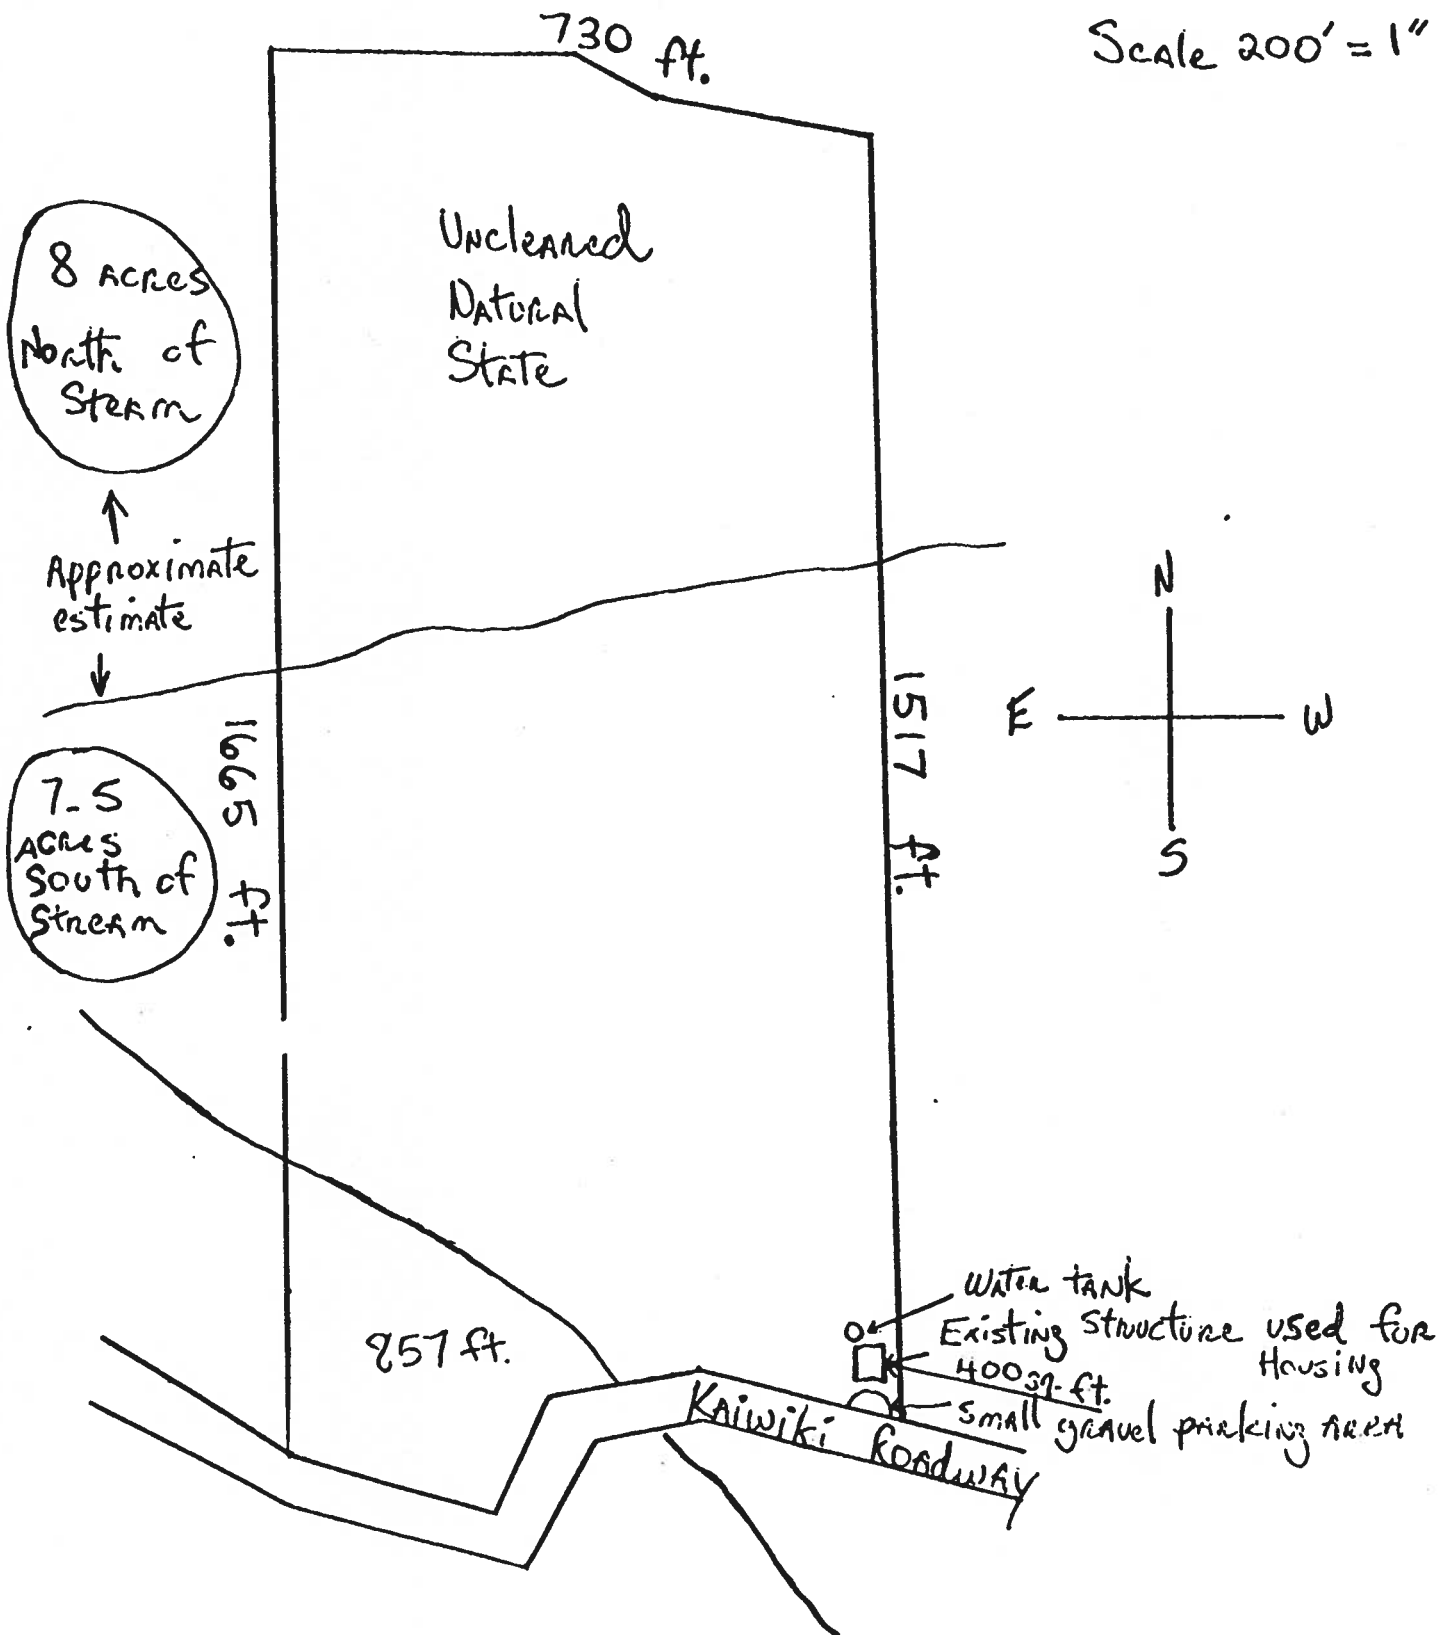 730 ft.
Scale 200' = 1"
Uncleared
Natural
State
8 Acres
North of
Steam
Approximate
estimate
7.5
Acres
South of
Stream
1665 ft.
1517 ft.
N
E
W
S
857 ft.
Water tank
Existing Structure used for
Housing
400 sq. ft.
Small gravel parking Area
Kaiwiki Roadway